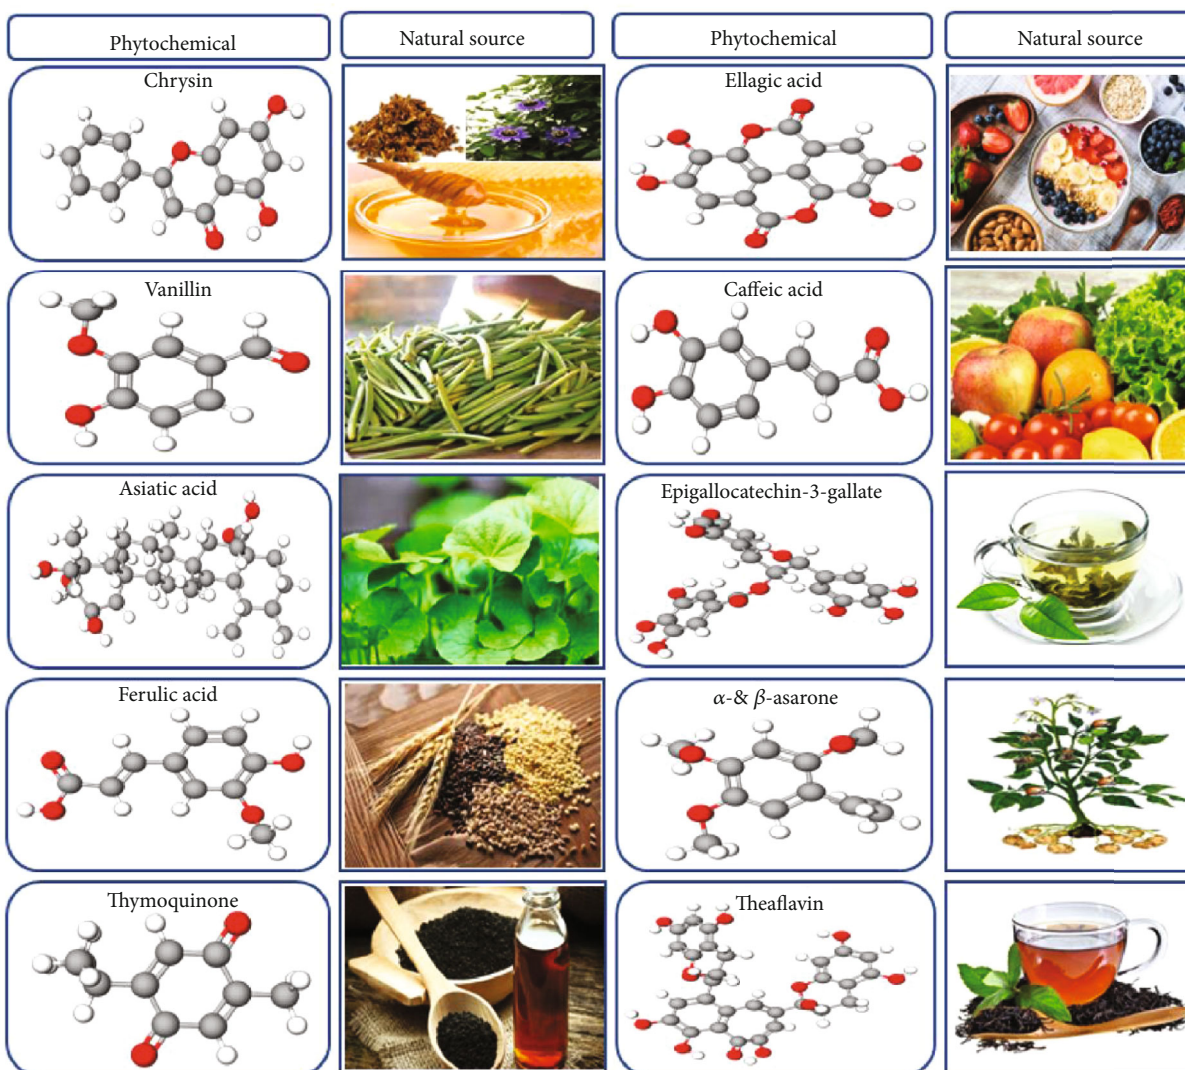 Phytochemical
Natural source
Phytochemical
Natural source
Chrysin
Ellagic acid
Vanillin
Caffeic acid
Asiatic acid
Epigallocatechin-3-gallate
Ferulic acid
α-& β-asarone
Thymoquinone
Theaflavin